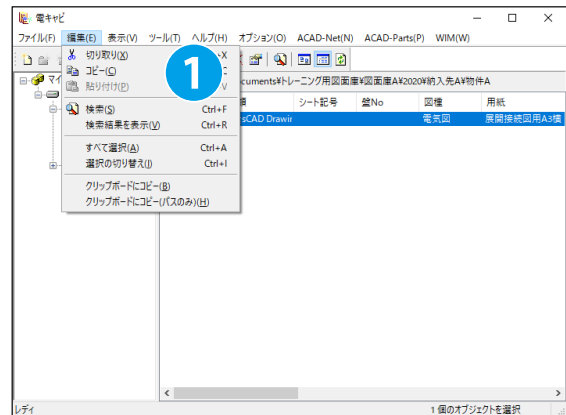 電キャビ
ファイル(F) 編集(E) 表示(V) ツール(T) ヘルプ(H) オプション(O) ACAD-Net(N) ACAD-Parts(P) WIM(W)
切り取り(X)
コピー(C)
貼り付け(P)
検索(S) Ctrl+F
検索結果を表示(V) Ctrl+R
すべて選択(A) Ctrl+A
選択の切り替え(I) Ctrl+I
クリップボードにコピー(B)
クリップボードにコピー(パスのみ)(H)
1
cuments¥トレーニング用図面庫¥図面庫A¥2020¥納入先A¥物件A
シート記号 盤No 図種 用紙
sCAD Drawin 電気図 展開接続図用A3横
レディ 1 個のオブジェクトを選択